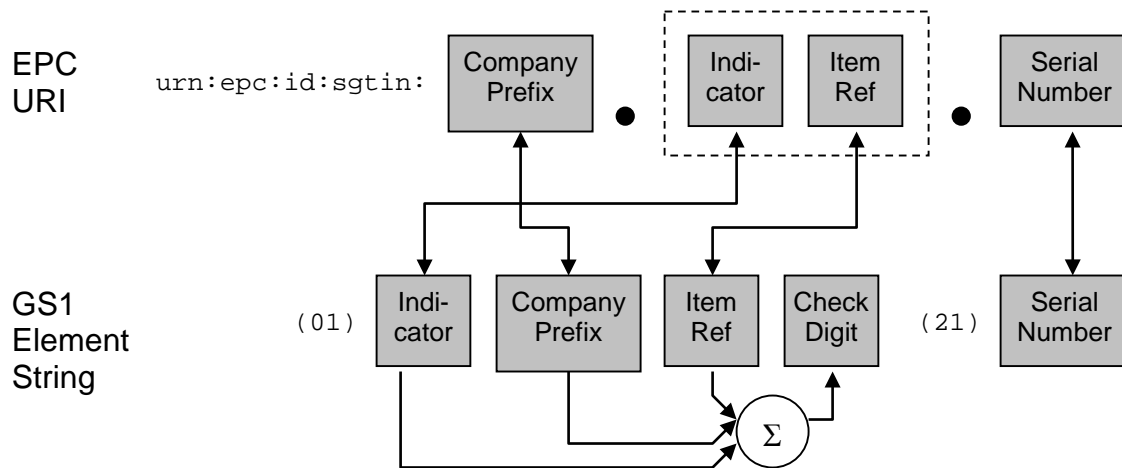 EPC
URI
urn:epc:id:sgtin:
Company
Prefix
Indi-
cator
Item
Ref
Serial
Number
GS1
Element
String
(01)
Indi-
cator
Company
Prefix
Item
Ref
Check
Digit
(21)
Serial
Number
Σ